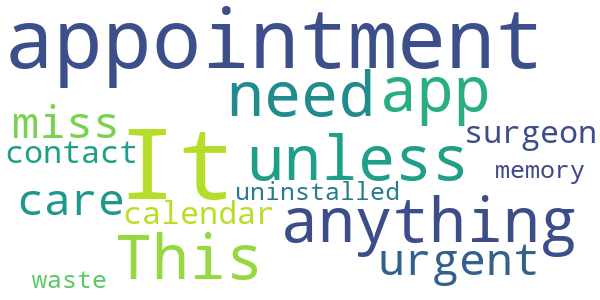 appointment
need app
miss
surgeon
contact It unless
memory
care uninstalled
calendar anything
This urgent
waste